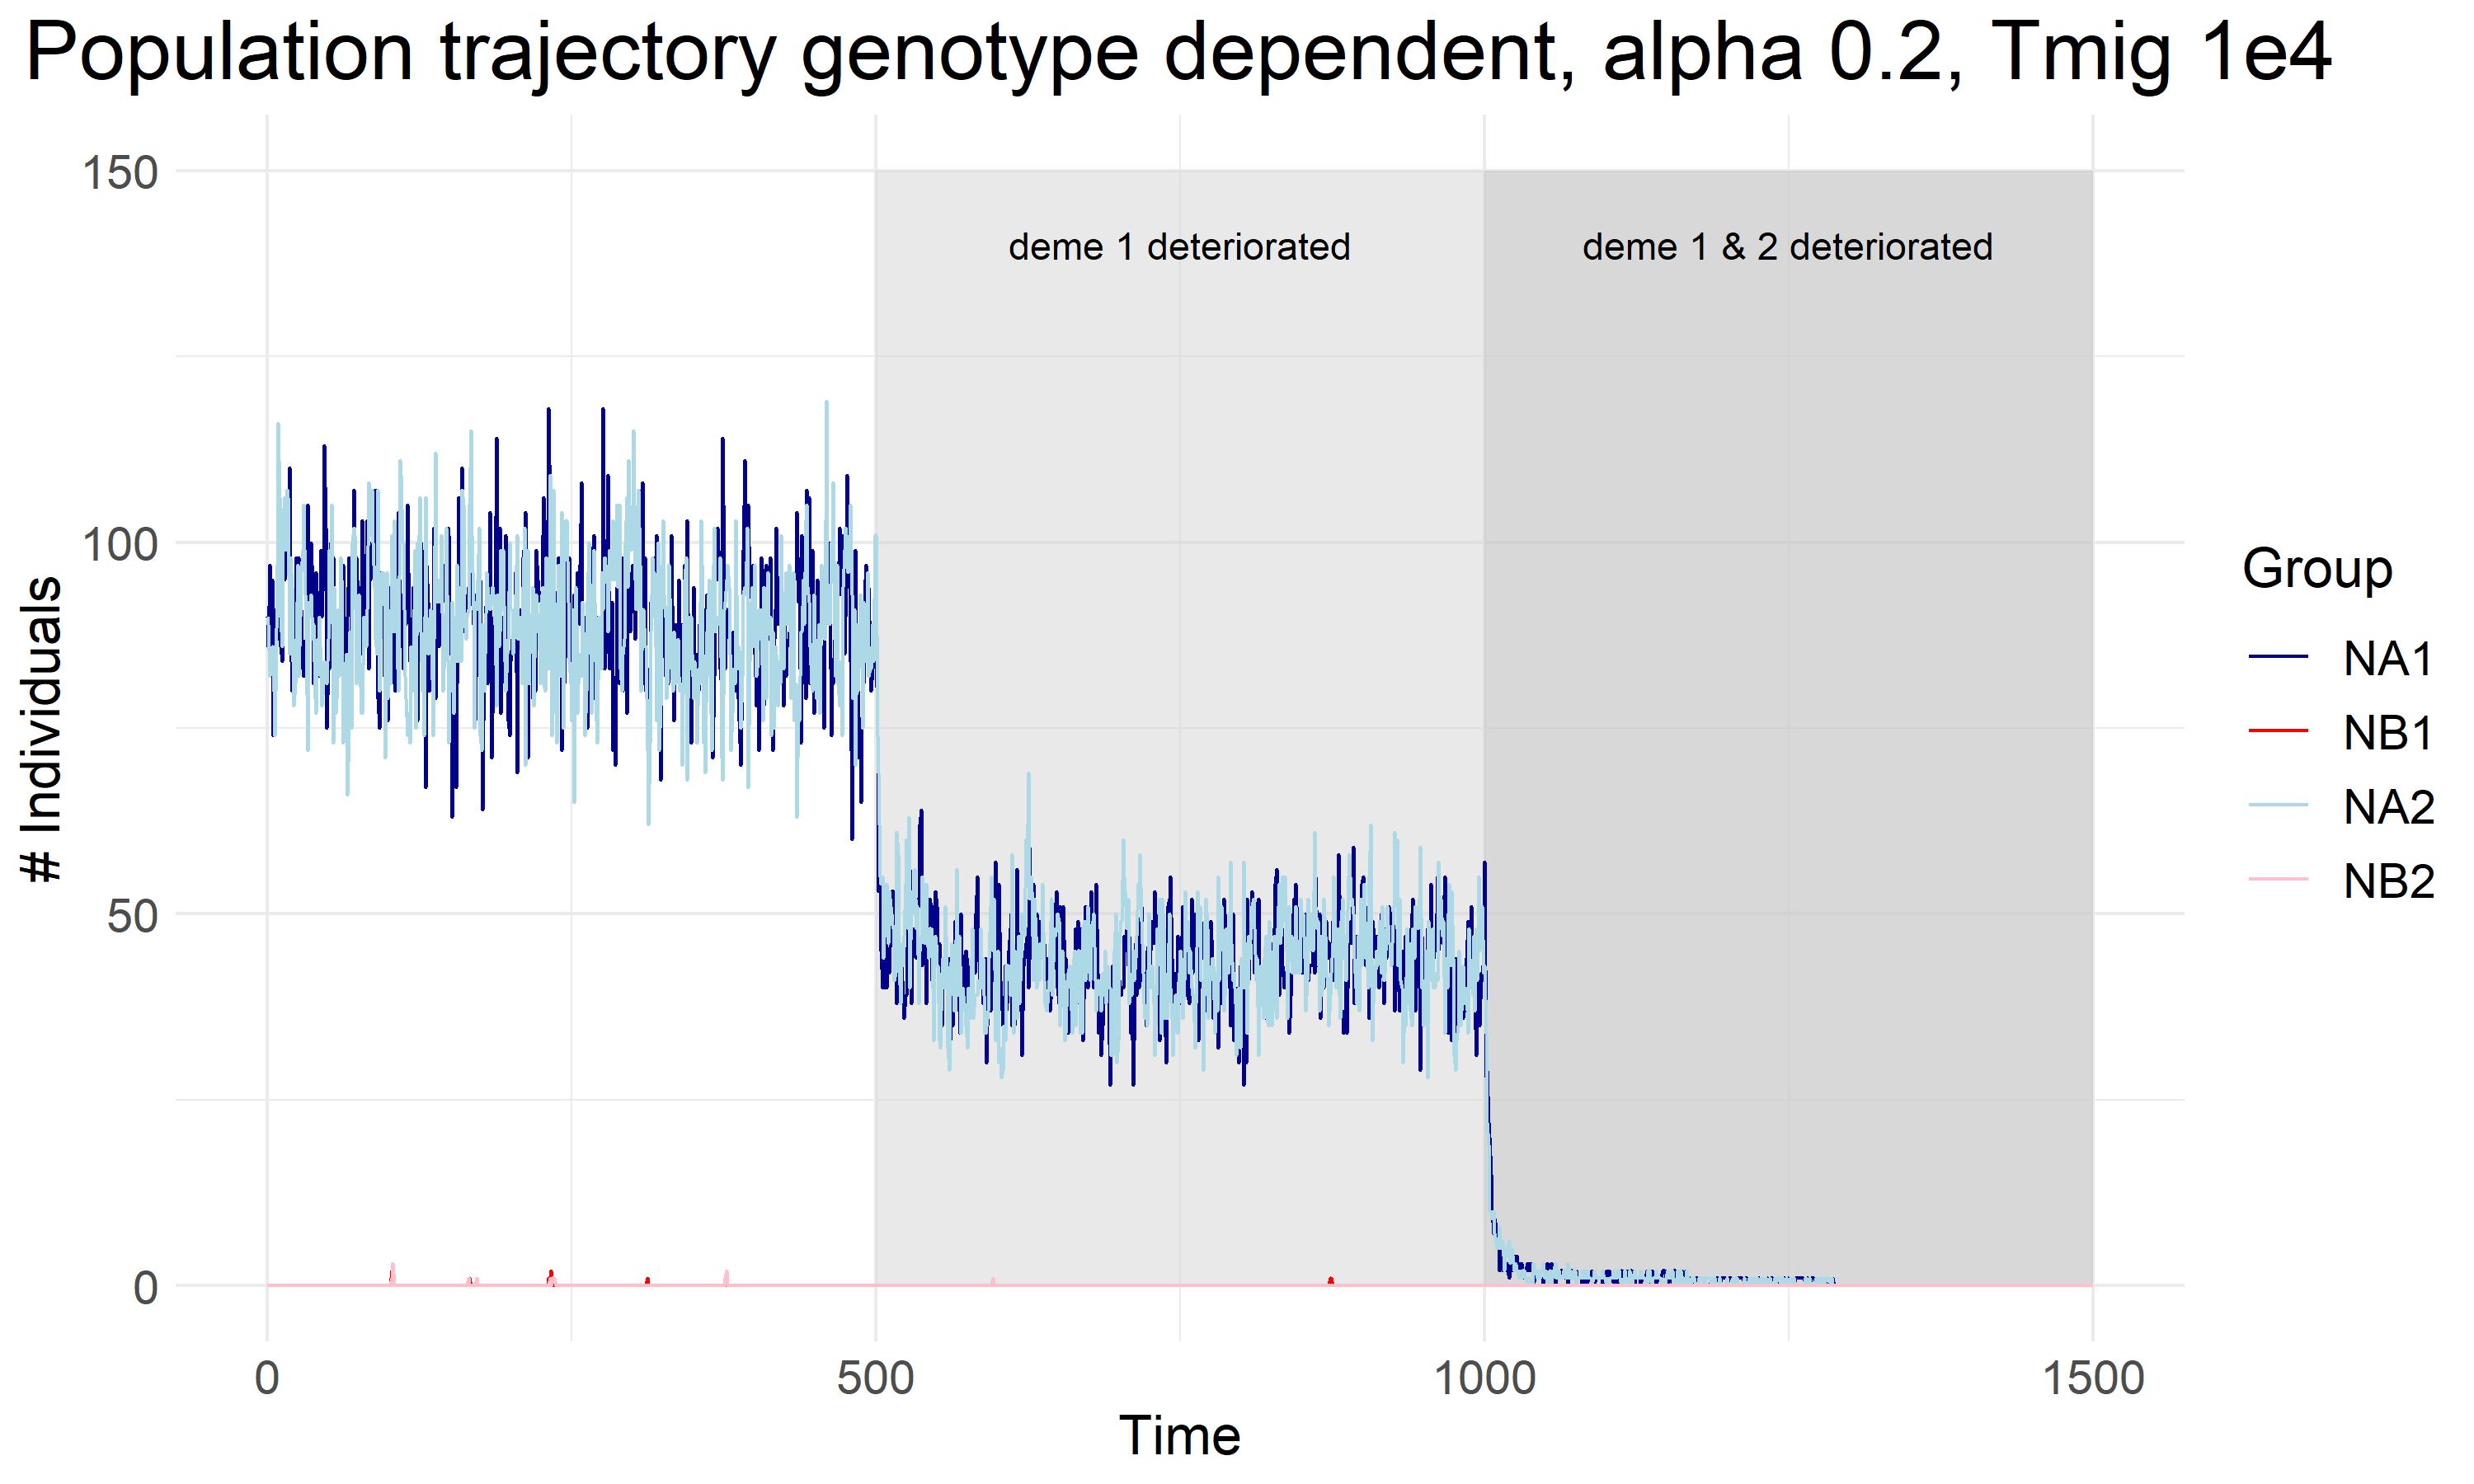 Population trajectory genotype dependent, alpha 0.2, Tmig 1e4
150
100
50
0
# Individuals
deme 1 deteriorated
deme 1 & 2 deteriorated
0
500
1000
1500
Time
Group
NA1
NB1
NA2
NB2